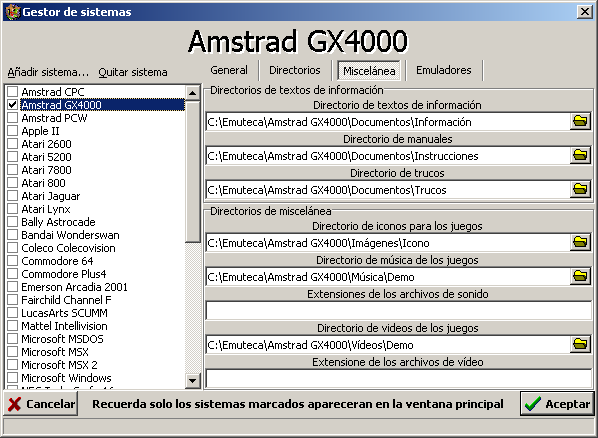 Gestor de sistemas
Amstrad GX4000
Añadir sistema... Quitar sistema
General Directorios Miscelánea Emuladores
Amstrad CPC
Amstrad GX4000
Amstrad PCW
Apple II
Atari 2600
Atari 5200
Atari 7800
Atari 800
Atari Jaguar
Atari Lynx
Bally Astrocade
Bandai Wonderswan
Coleco Colecovision
Commodore 64
Commodore Plus4
Emerson Arcadia 2001
Fairchild Channel F
LucasArts SCUMM
Mattel Intellivision
Microsoft MSDOS
Microsoft MSX
Microsoft MSX 2
Microsoft Windows
Directorios de textos de información
Directorio de textos de información
C:\Emuteca\Amstrad GX4000\Documentos\Información
Directorio de manuales
C:\Emuteca\Amstrad GX4000\Documentos\Instrucciones
Directorio de trucos
C:\Emuteca\Amstrad GX4000\Documentos\Trucos
Directorios de miscelánea
Directorio de iconos para los juegos
C:\Emuteca\Amstrad GX4000\Imágenes\Icono
Directorio de música de los juegos
C:\Emuteca\Amstrad GX4000\Música\Demo
Extensiones de los archivos de sonido
Directorio de videos de los juegos
C:\Emuteca\Amstrad GX4000\Vídeos\Demo
Extensione de los archivos de vídeo
Cancelar
Recuerda solo los sistemas marcados apareceran en la ventana principal
Aceptar